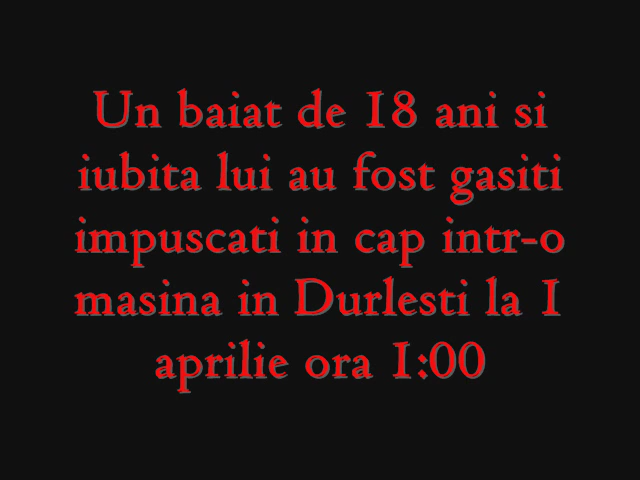 Un baiat de 18 ani si
iubita lui au fost gasiti
impuscati in cap intr-o
masina in Durlesti la 1
aprilie ora 1:00